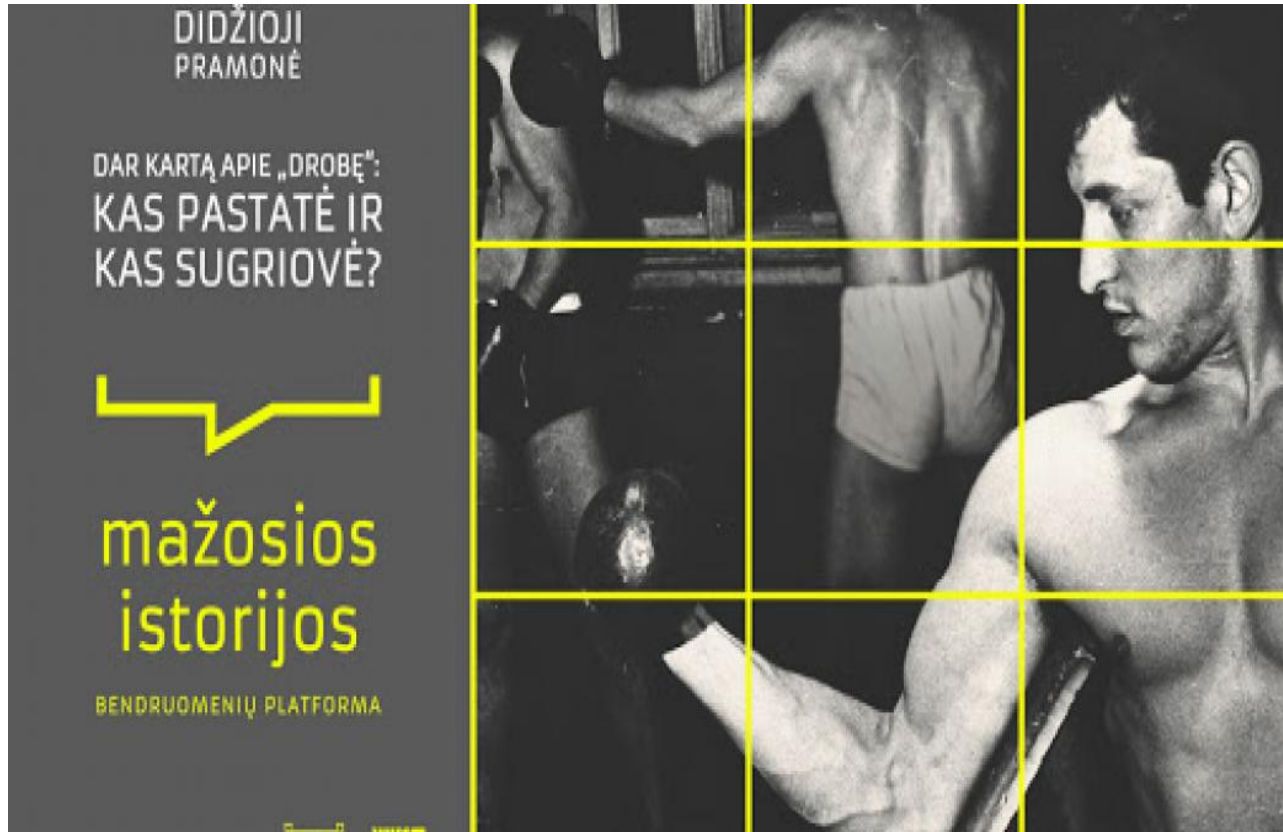 DIDŽIOJI
PRAMONĖ
DAR KARTĄ APIE „DROBĘ“:
KAS PASTATĖ IR
KAS SUGRIOVĖ?
mažosios
istorijos
BENDRUOMENIŲ PLATFORMA